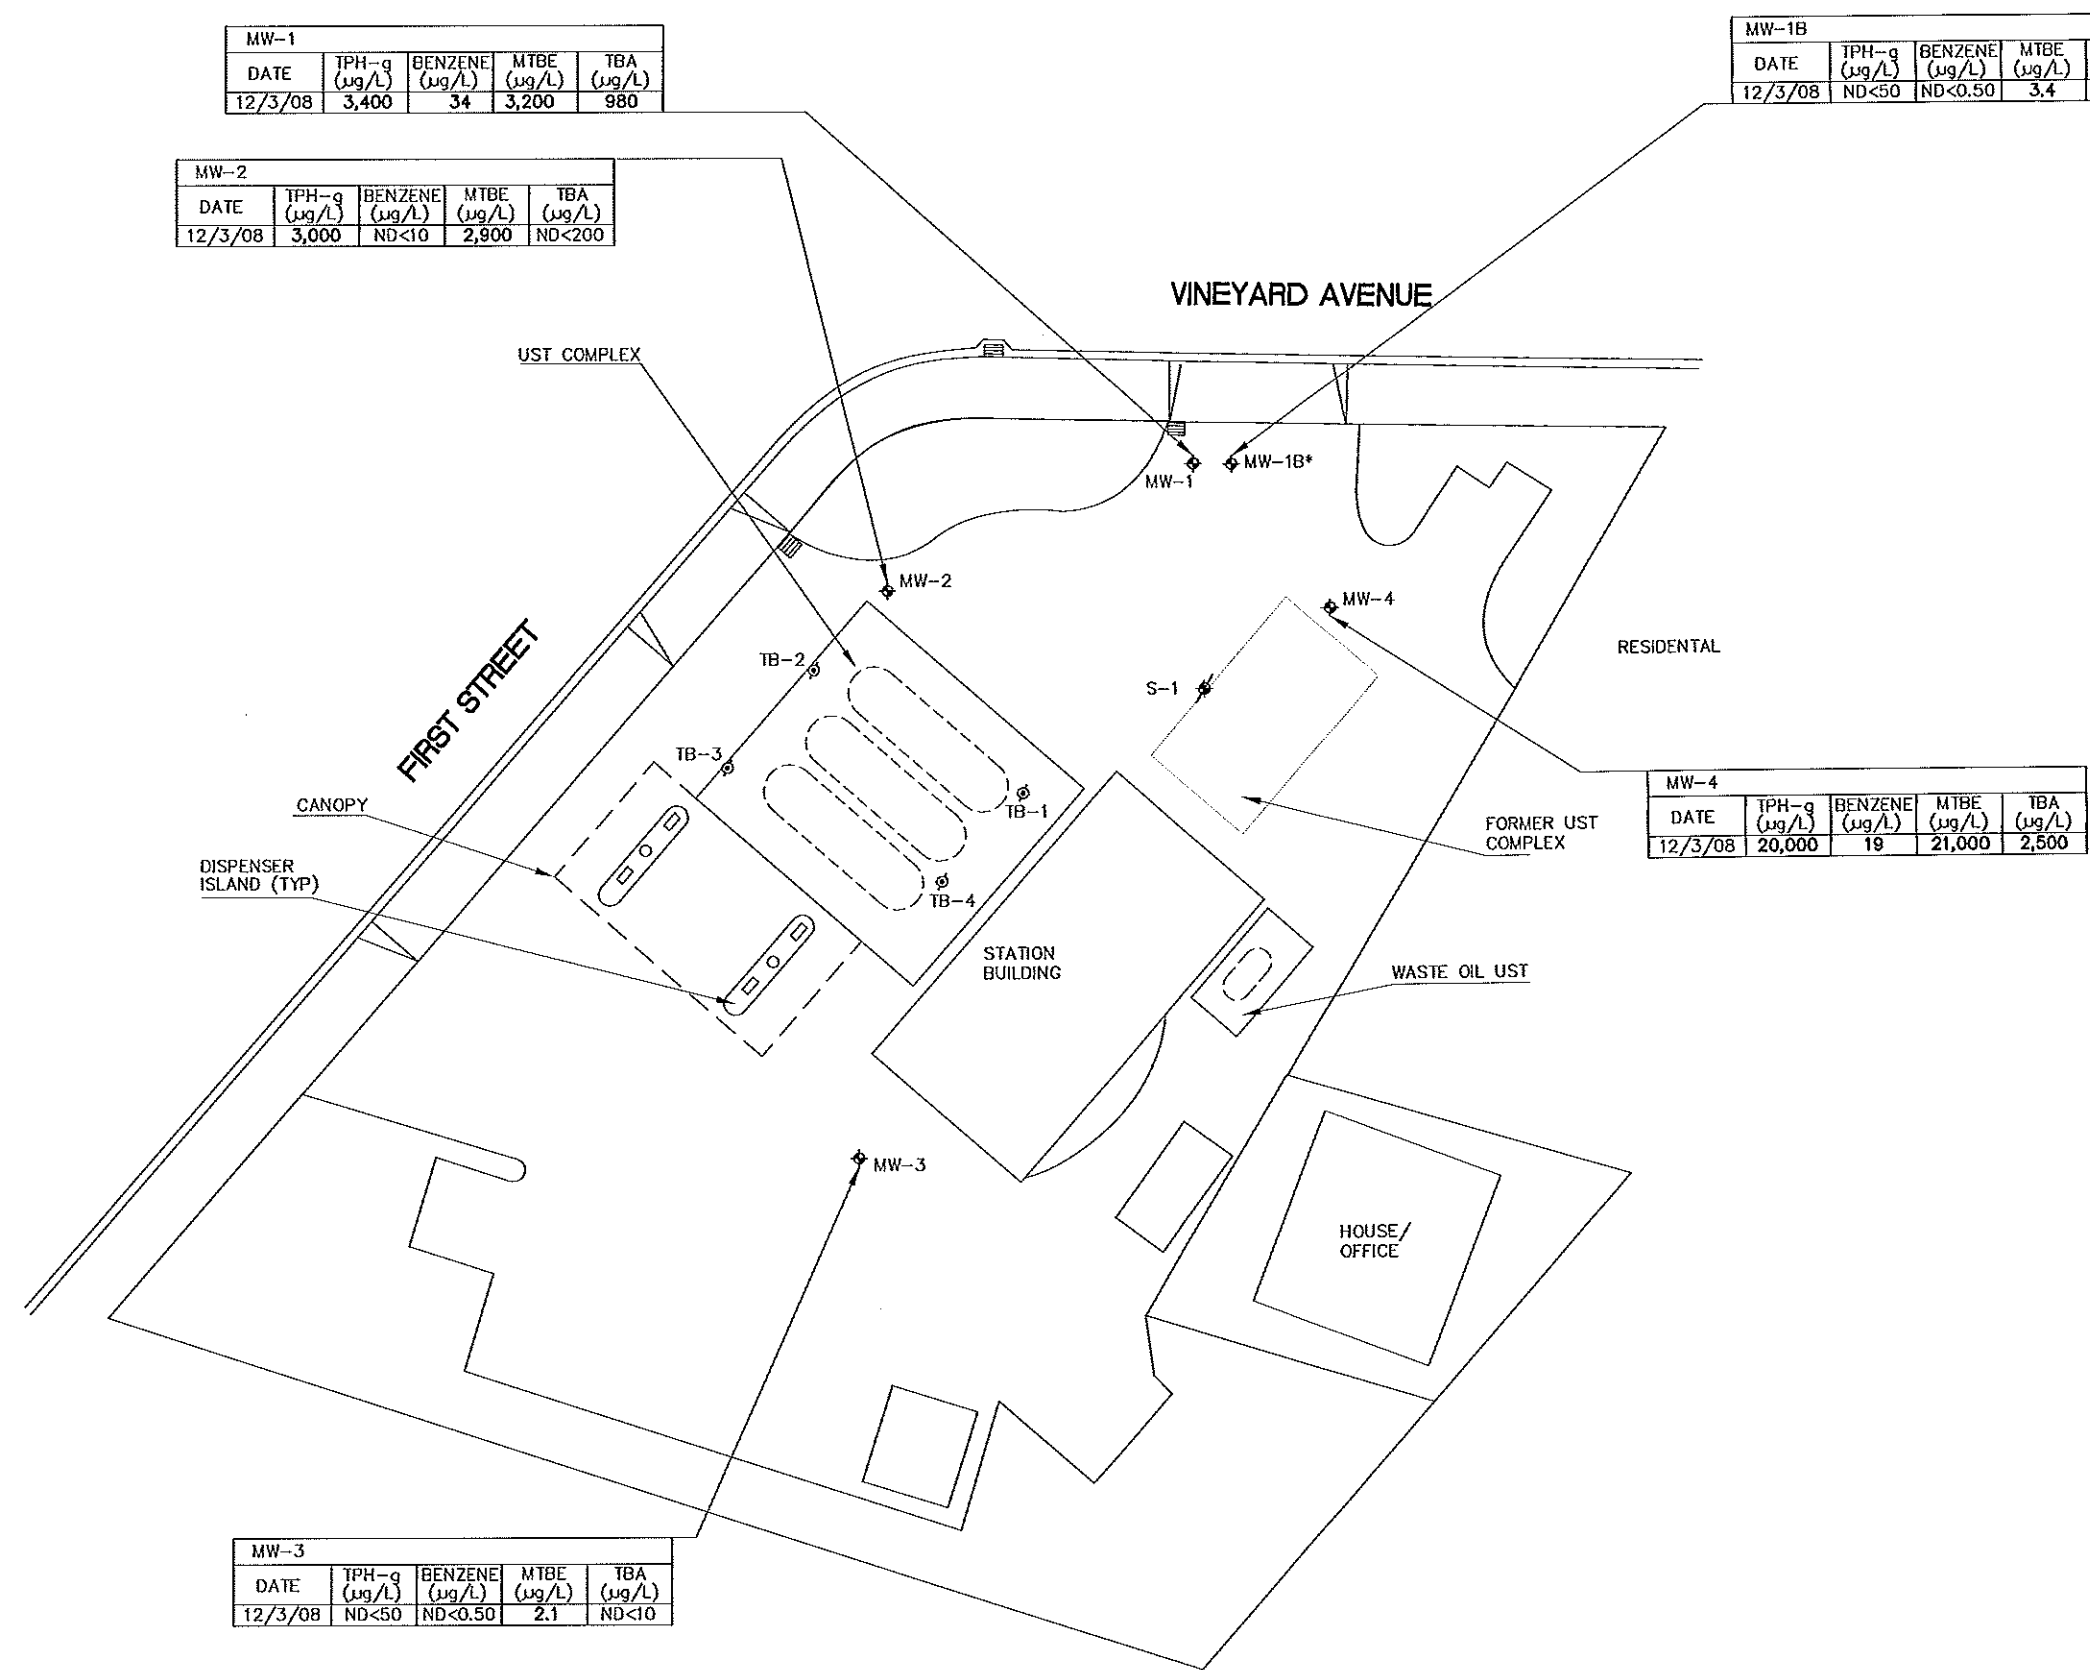 MW-1
DATE TPH-g (µg/L) BENZENE (µg/L) MTBE (µg/L) TBA (µg/L)
12/3/08 3,400 34 3,200 980
MW-1B
DATE TPH-g (µg/L) BENZENE (µg/L) MTBE (µg/L)
12/3/08 ND<50 ND<0.50 3.4
MW-2
DATE TPH-g (µg/L) BENZENE (µg/L) MTBE (µg/L) TBA (µg/L)
12/3/08 3,000 ND<10 2,900 ND<200
VINEYARD AVENUE
UST COMPLEX
MW-1
MW-1B*
MW-2
MW-4
FIRST STREET
RESIDENTAL
TB-2
S-1
TB-3
TB-1
CANOPY
MW-4
DATE TPH-g (µg/L) BENZENE (µg/L) MTBE (µg/L) TBA (µg/L)
12/3/08 20,000 19 21,000 2,500
FORMER UST
COMPLEX
DISPENSER
ISLAND (TYP)
TB-4
STATION
BUILDING
WASTE OIL UST
MW-3
HOUSE/
OFFICE
MW-3
DATE TPH-g (µg/L) BENZENE (µg/L) MTBE (µg/L) TBA (µg/L)
12/3/08 ND<50 ND<0.50 2.1 ND<10